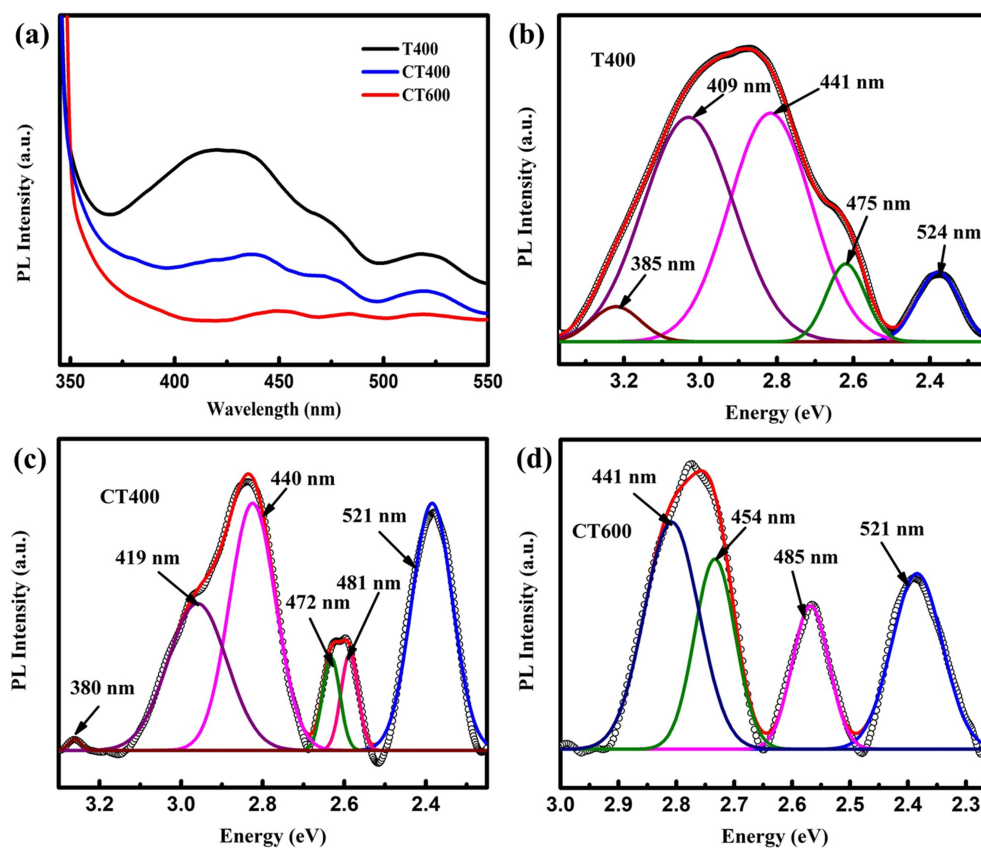 (a)
T400
CT400
CT600
PL Intensity (a.u.)
350 400 450 500 550
Wavelength (nm)
(b)
T400
409 nm
441 nm
475 nm
524 nm
385 nm
PL Intensity (a.u.)
3.2 3.0 2.8 2.6 2.4
Energy (eV)
(c)
CT400
440 nm
419 nm
521 nm
472 nm
481 nm
380 nm
PL Intensity (a.u.)
3.2 3.0 2.8 2.6 2.4
Energy (eV)
(d)
441 nm
CT600
454 nm
485 nm
521 nm
PL Intensity (a.u.)
3.0 2.9 2.8 2.7 2.6 2.5 2.4 2.3
Energy (eV)